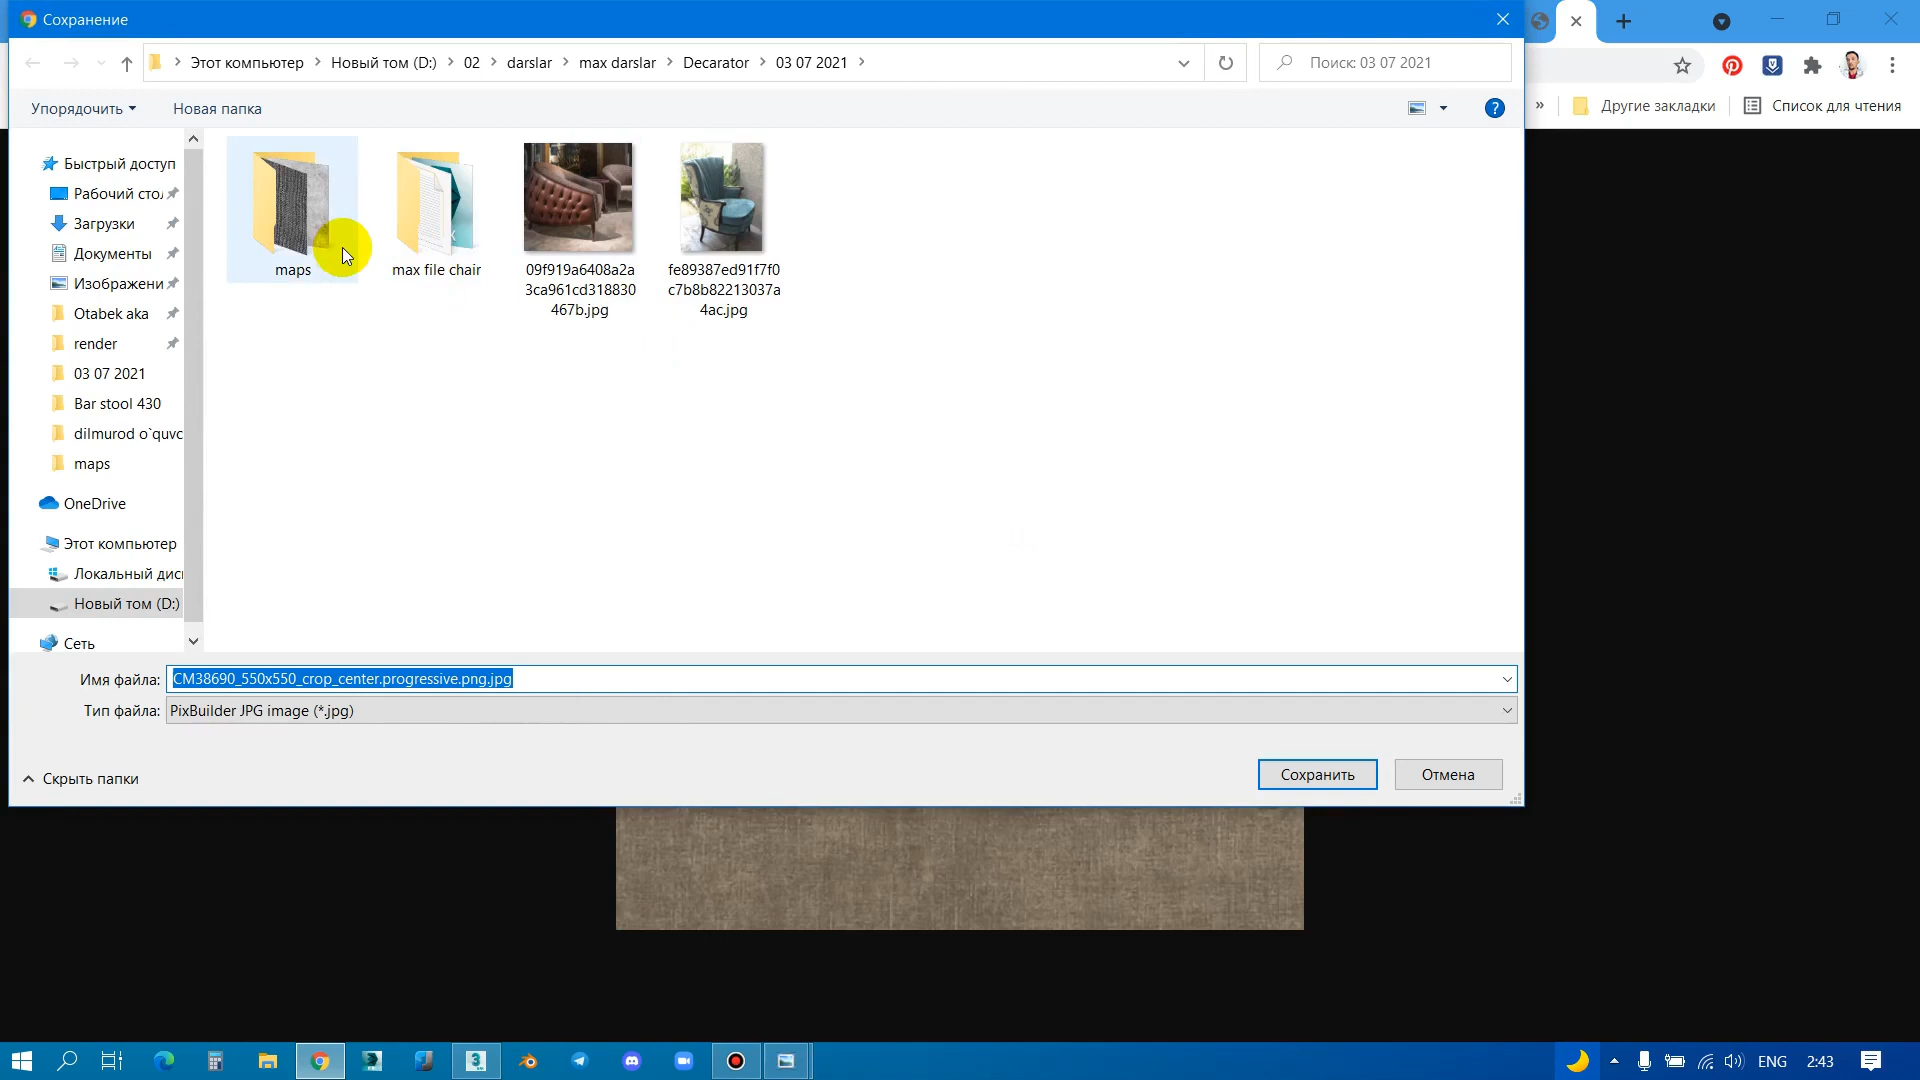 Сохранение
Этот компьютер
Новый том (D:)
02
darslar
max darslar
Decarator
03 07 2021
Поиск: 03 07 2021
Упорядочить
Новая папка
Другие закладки
Список для чтения
Быстрый доступ
Рабочий стол
Загрузки
Документы
Изображени
Otabek aka
render
03 07 2021
Bar stool 430
dilmurod o`quvc
maps
OneDrive
Этот компьютер
Локальный дис
Новый том (D:)
Сеть
maps
max file chair
09f919a6408a2a
3ca961cd318830
467b.jpg
fe89387ed91f7f0
c7b8b82213037a
4ac.jpg
Имя файла:
CM38690_550x550_crop_center.progressive.png.jpg
Тип файла:
PixBuilder JPG image (*.jpg)
Скрыть папки
Сохранить
Отмена
ENG
2:43